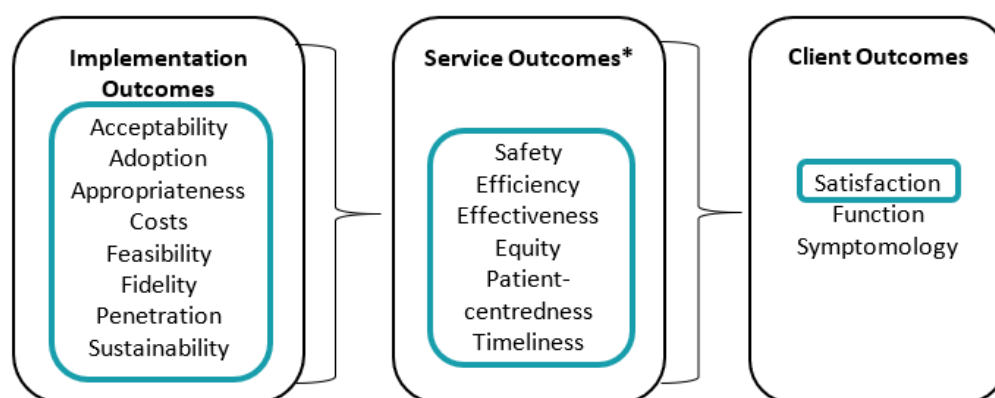 Implementation
Outcomes
Acceptability
Adoption
Appropriateness
Costs
Feasibility
Fidelity
Penetration
Sustainability
Service Outcomes*
Safety
Efficiency
Effectiveness
Equity
Patient-
centredness
Timeliness
Client Outcomes
Satisfaction
Function
Symptomology